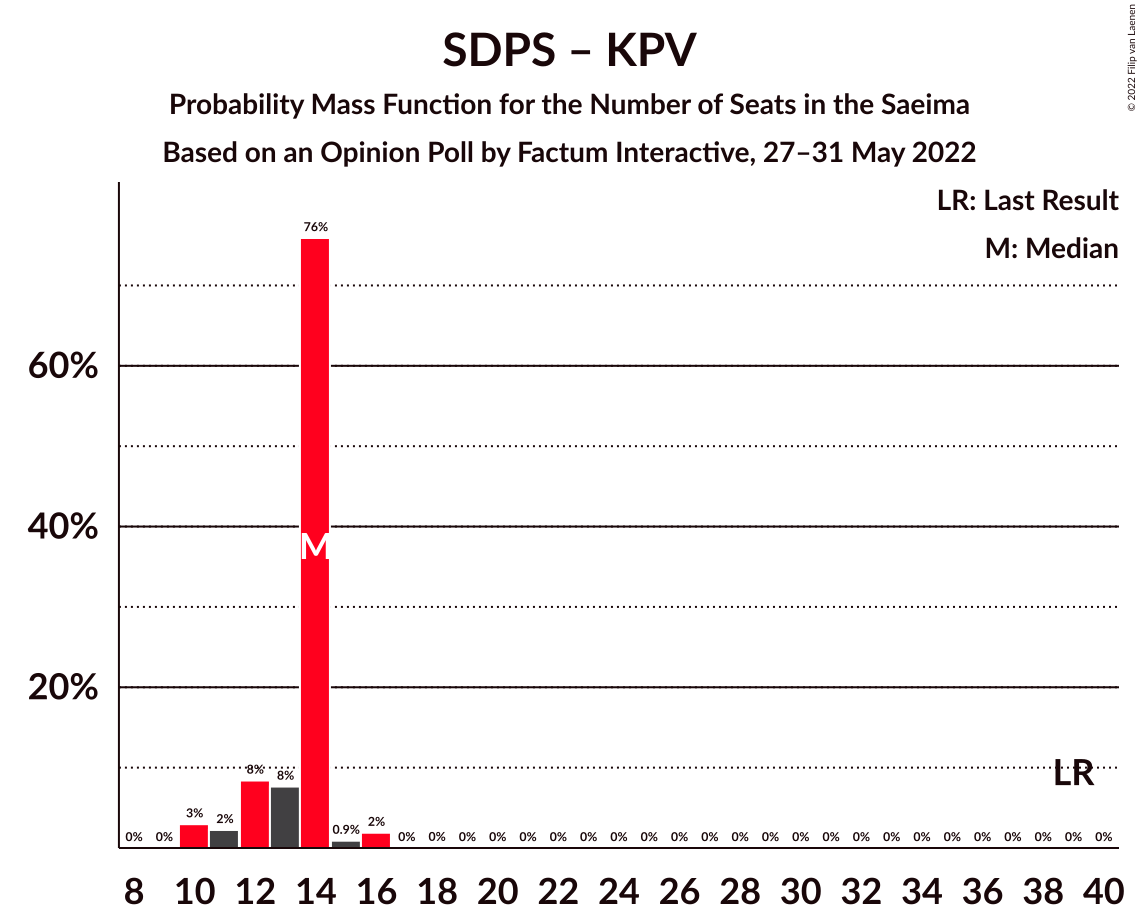 SDPS – KPV
Probability Mass Function for the Number of Seats in the Saeima
Based on an Opinion Poll by Factum Interactive, 27–31 May 2022
© 2022 Filip van Laenen
LR: Last Result
M: Median
76%
60%
40%
M
20%
LR
0% 0% 3% 2% 8% 8% 0.9% 2% 0% 0% 0% 0% 0% 0% 0% 0% 0% 0% 0% 0% 0% 0% 0% 0% 0% 0% 0% 0% 0% 0% 0% 0%
8 10 12 14 16 18 20 22 24 26 28 30 32 34 36 38 40